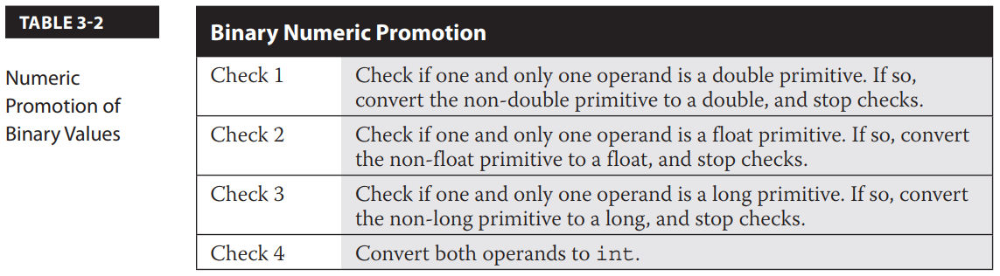 TABLE 3-2
Numeric
Promotion of
Binary Values
Binary Numeric Promotion
Check 1
Check if one and only one operand is a double primitive. If so,
convert the non-double primitive to a double, and stop checks.
Check 2
Check if one and only one operand is a float primitive. If so, convert
the non-float primitive to a float, and stop checks.
Check 3
Check if one and only one operand is a long primitive. If so, convert
the non-long primitive to a long, and stop checks.
Check 4
Convert both operands to int.